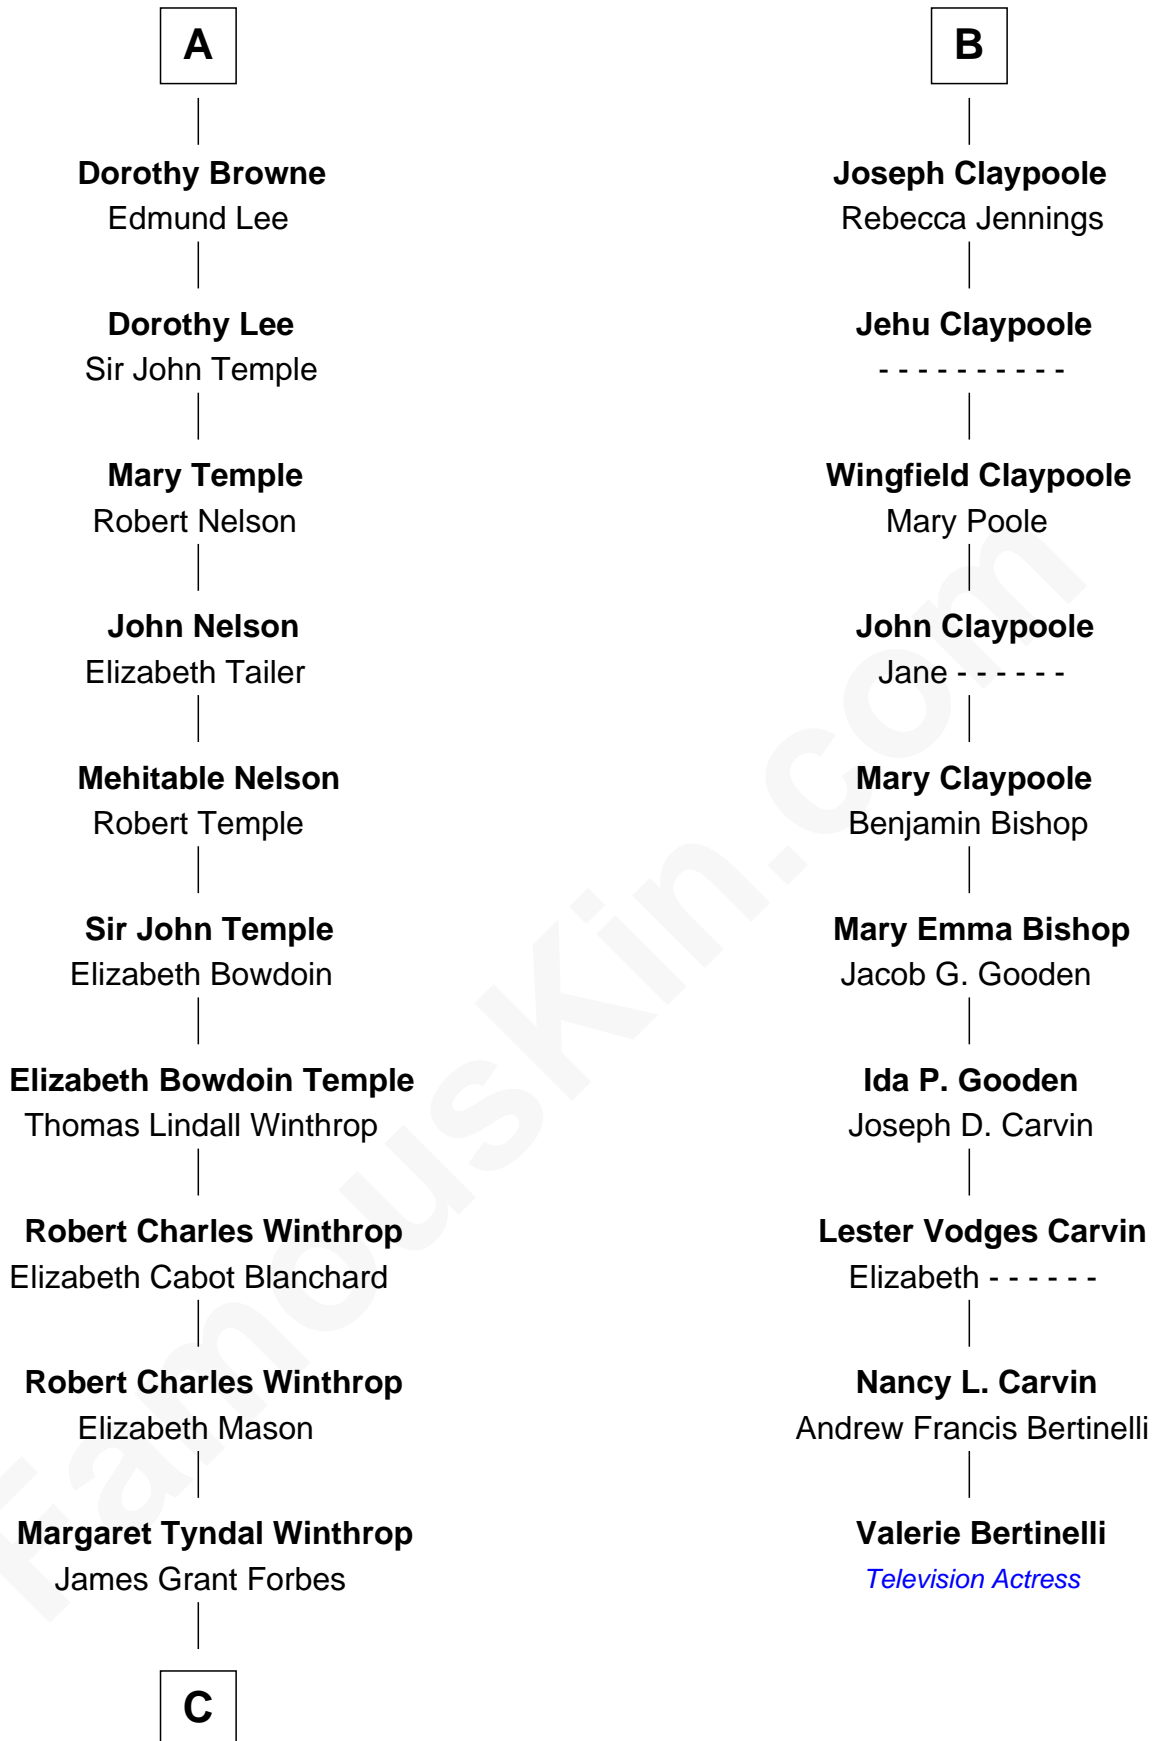 A
Dorothy Browne
Edmund Lee
Dorothy Lee
Sir John Temple
Mary Temple
Robert Nelson
John Nelson
Elizabeth Tailer
Mehitable Nelson
Robert Temple
Sir John Temple
Elizabeth Bowdoin
Elizabeth Bowdoin Temple
Thomas Lindall Winthrop
Robert Charles Winthrop
Elizabeth Cabot Blanchard
Robert Charles Winthrop
Elizabeth Mason
Margaret Tyndal Winthrop
James Grant Forbes
C
B
Joseph Claypoole
Rebecca Jennings
Jehu Claypoole
- - - - - - - - - -
Wingfield Claypoole
Mary Poole
John Claypoole
Jane - - - - - -
Mary Claypoole
Benjamin Bishop
Mary Emma Bishop
Jacob G. Gooden
Ida P. Gooden
Joseph D. Carvin
Lester Vodges Carvin
Elizabeth - - - - - -
Nancy L. Carvin
Andrew Francis Bertinelli
Valerie Bertinelli
Television Actress
FamousKin.com